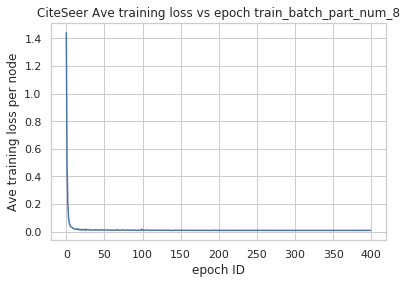 CiteSeer Ave training loss vs epoch train_batch_part_num_8
1.4
1.2
1.0
0.8
0.6
0.4
0.2
0.0
Ave training loss per node
0 50 100 150 200 250 300 350 400
epoch ID